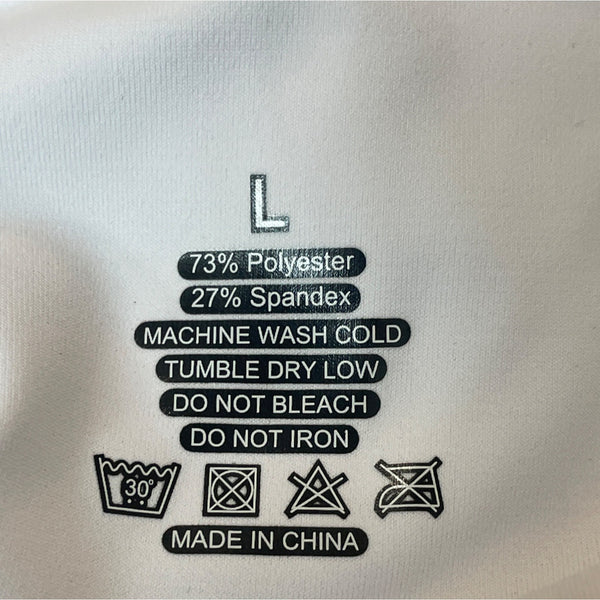 L
73% Polyester
27% Spandex
MACHINE WASH COLD
TUMBLE DRY LOW
DO NOT BLEACH
DO NOT IRON
30°
MADE IN CHINA